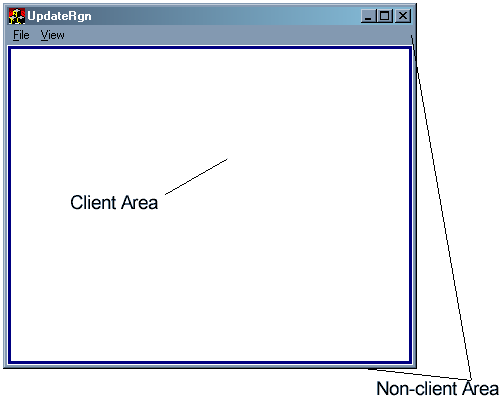 UpdateRgn
File View
Client Area
Non-client Area